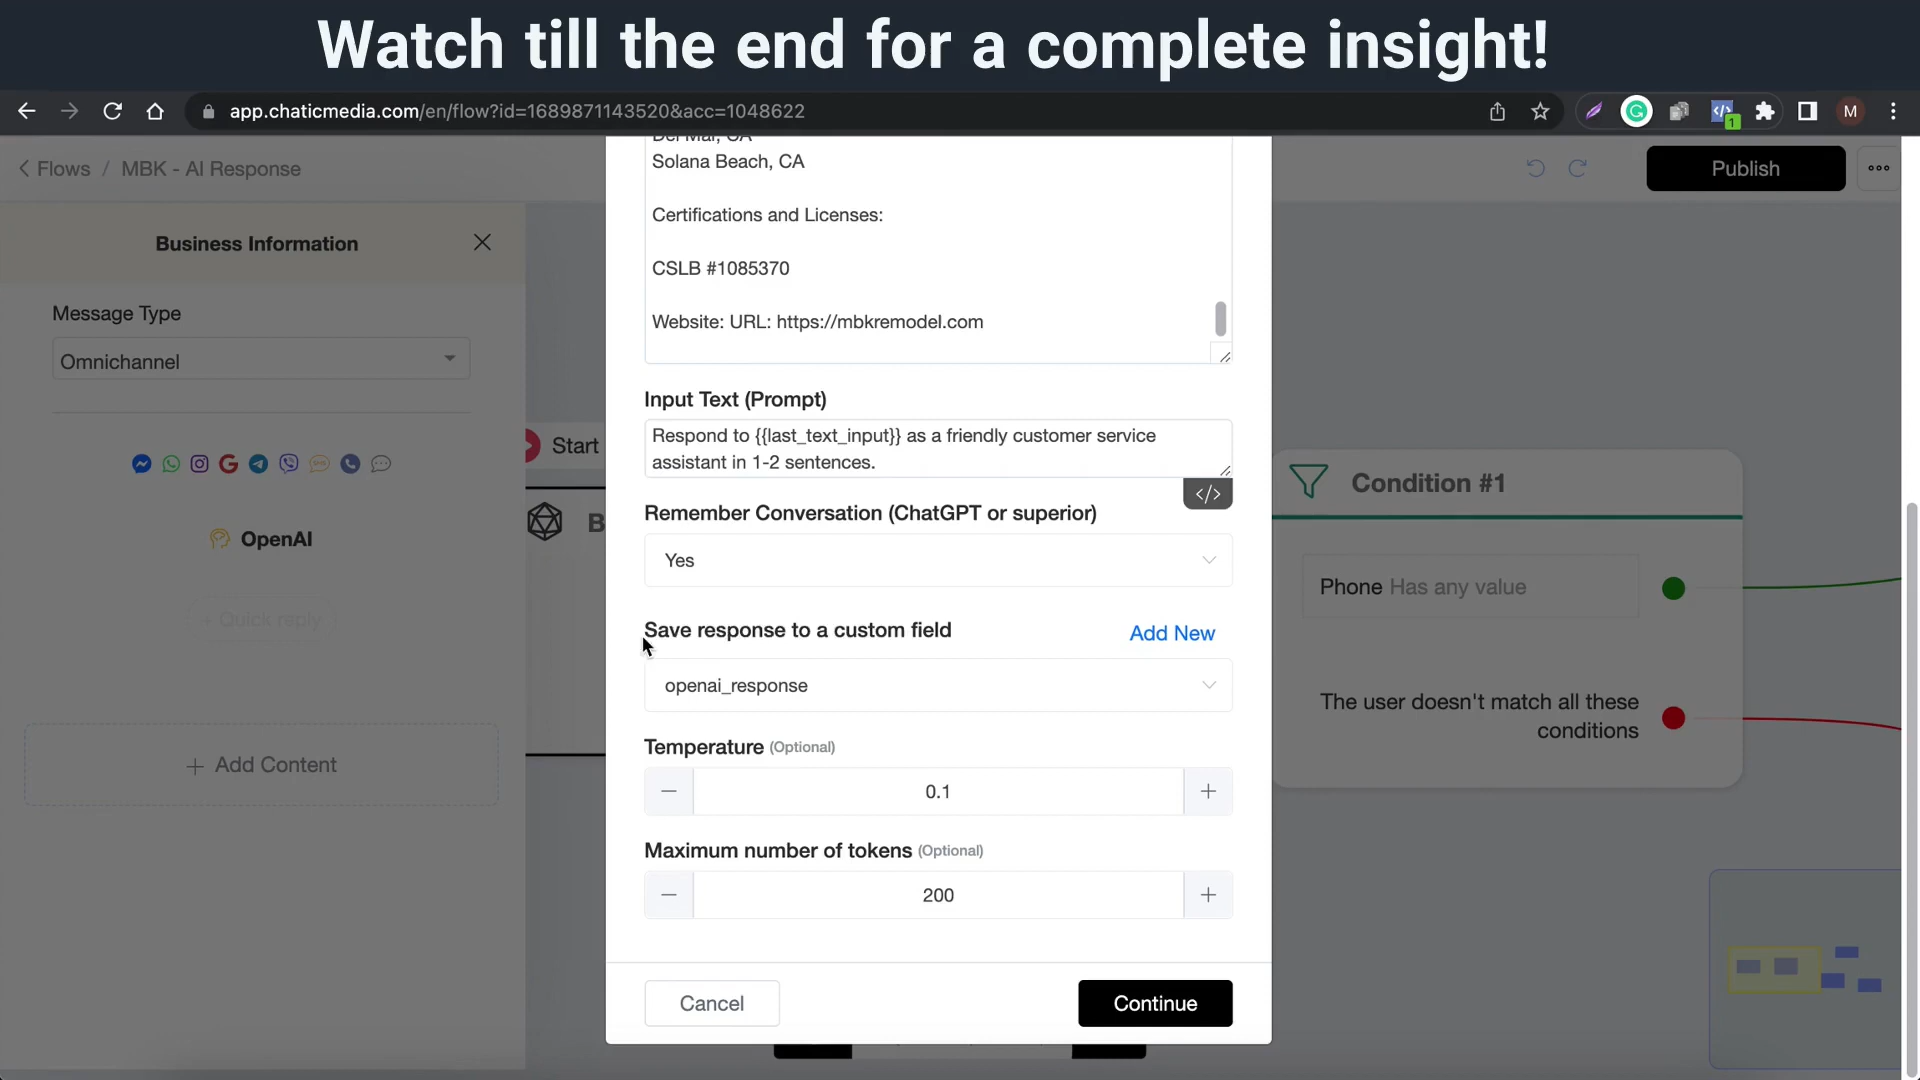 Watch till the end for a complete insight!
app.chaticmedia.com/en/flow?id=1689871143520&acc=1048622
1
M
Flows / MBK - AI Response
Publish
Business Information
Message Type
Omnichannel
SMS
OpenAI
+ Quick reply
+ Add Content
Start
B
Del Mar, CA
Solana Beach, CA
Certifications and Licenses:
CSLB #1085370
Website: URL: https://mbkremodel.com
Input Text (Prompt)
Respond to {{last_text_input}} as a friendly customer service
assistant in 1-2 sentences.
</>
Remember Conversation (ChatGPT or superior)
Yes
Save response to a custom field
Add New
openai_response
Temperature (Optional)
0.1
Maximum number of tokens (Optional)
200
Cancel
Continue
Condition #1
Phone Has any value
The user doesn't match all these
conditions